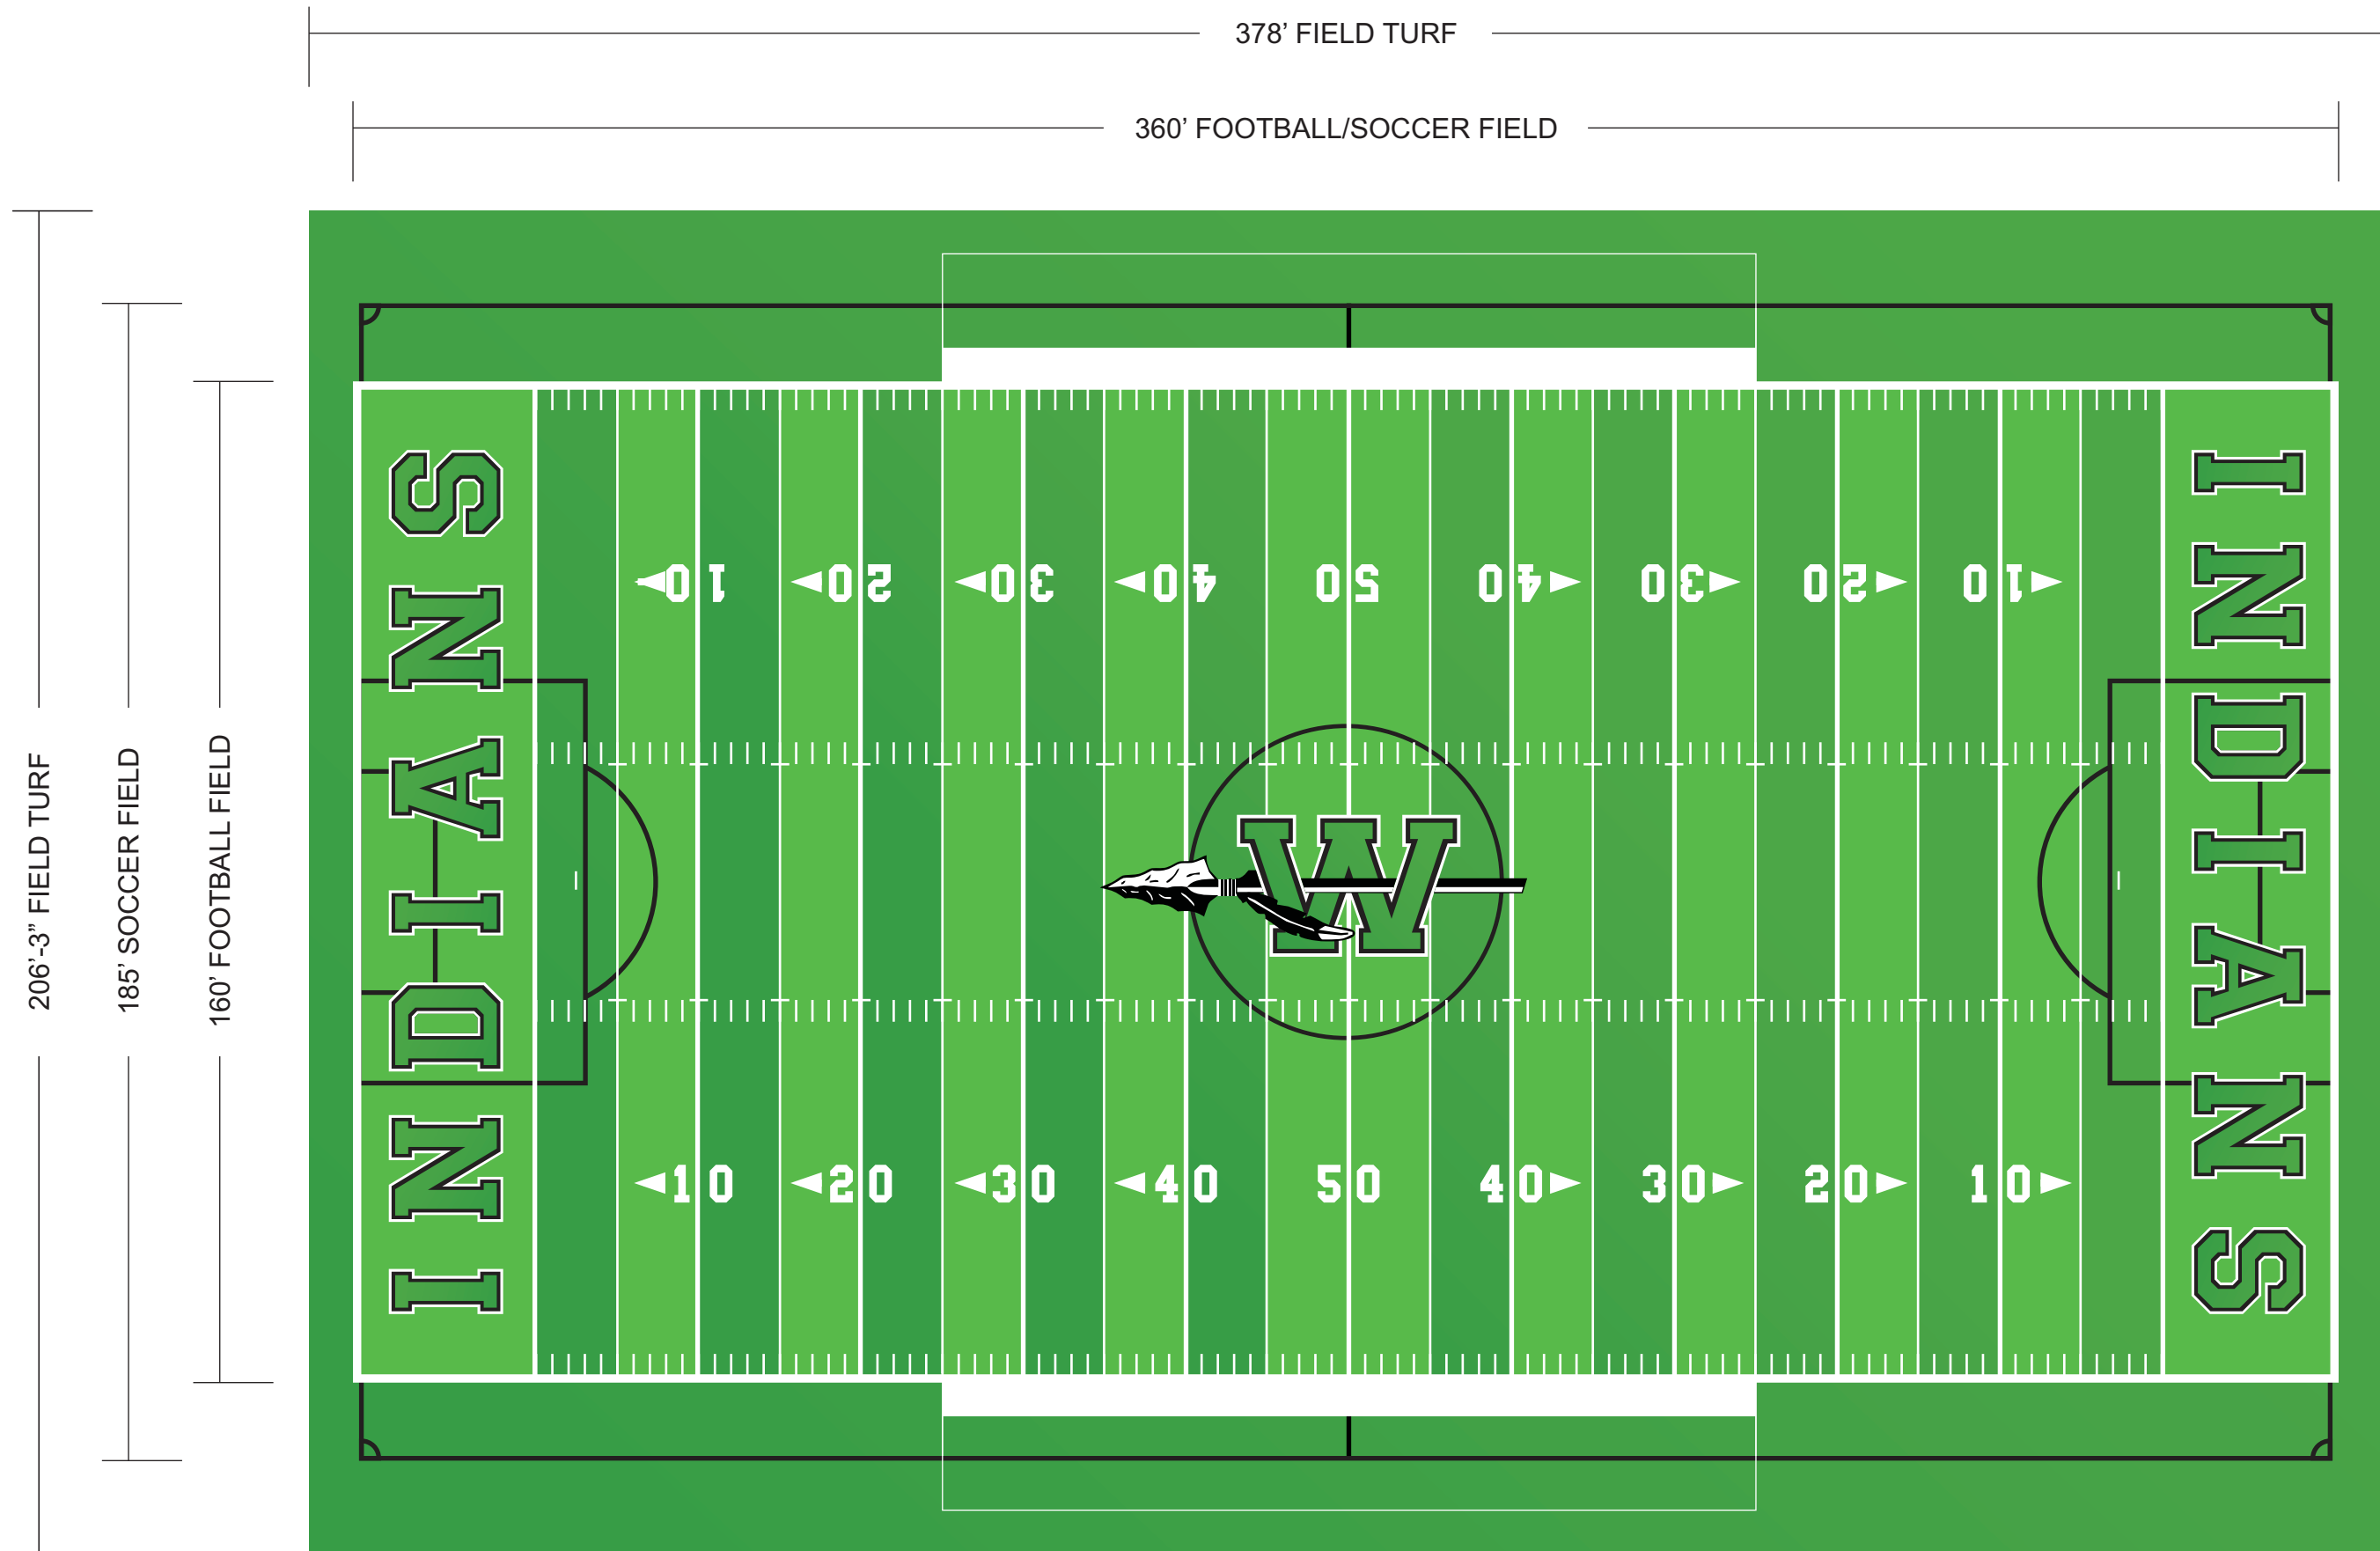 378’ FIELD TURF
360’ FOOTBALL/SOCCER FIELD
206’-3” FIELD TURF
185’ SOCCER FIELD
160’ FOOTBALL FIELD
INDIANS
INDIANS
10 20 30 40 50 40 30 20 10
W
10 20 30 40 50 40 30 20 10